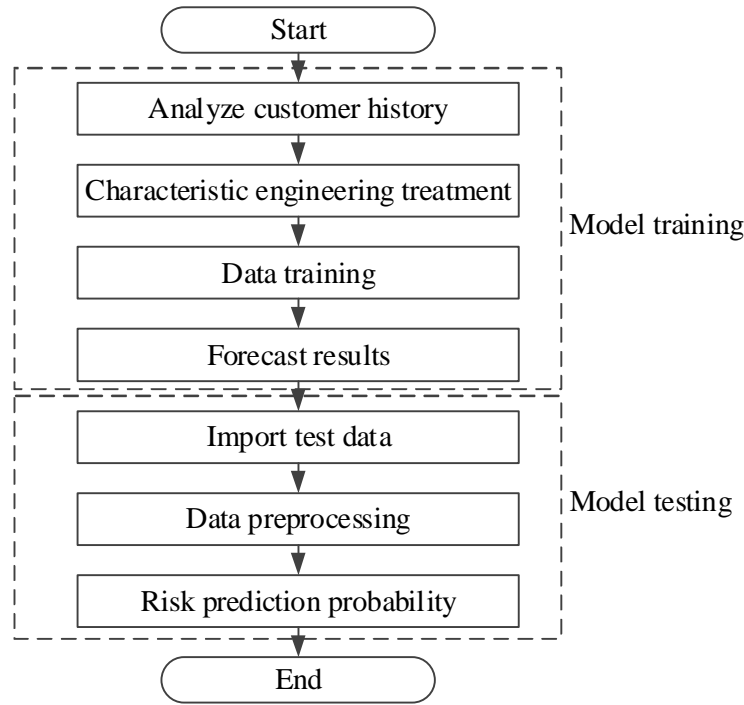 Start
Analyze customer history
Characteristic engineering treatment
Data training
Forecast results
Model training
Import test data
Data preprocessing
Risk prediction probability
Model testing
End